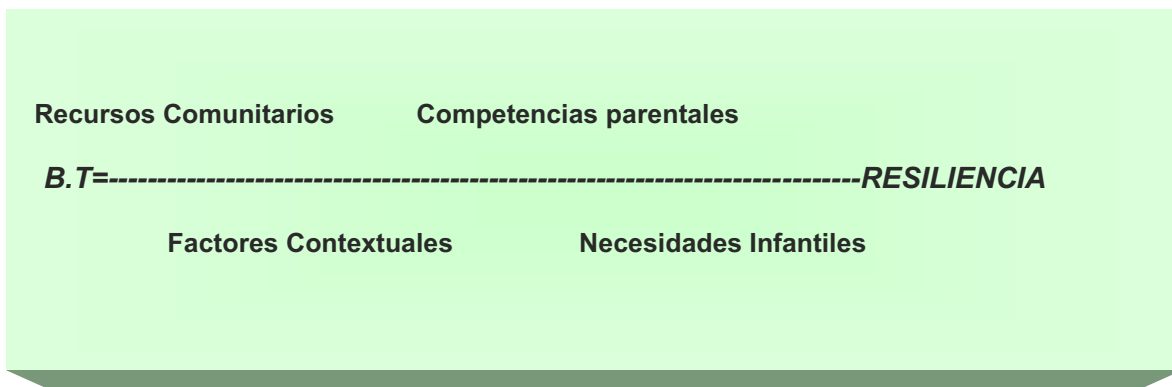 Recursos Comunitarios Competencias parentales
B.T=-----------------------------------------------------------------------------RESILIENCIA
Factores Contextuales Necesidades Infantiles